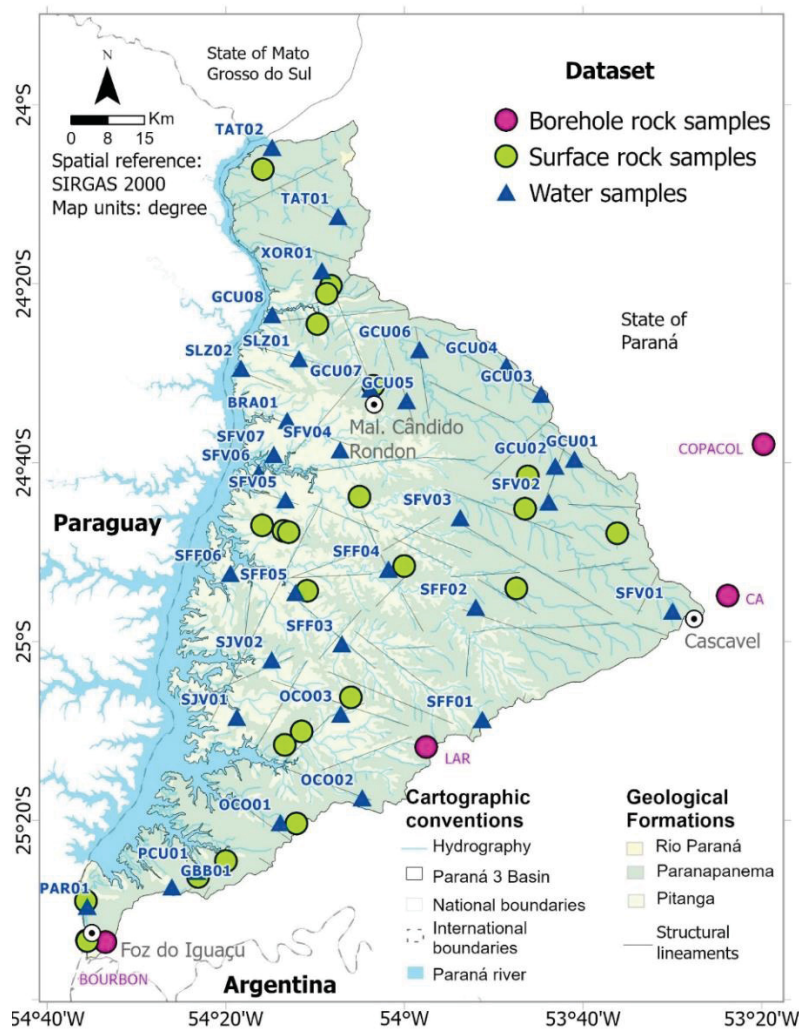 State of Mato
Grosso do Sul
N
0 8 15 Km
Spatial reference:
SIRGAS 2000
Map units: degree
Dataset
Borehole rock samples
Surface rock samples
Water samples
24°S
24°20'S
24°40'S
25°S
25°20'S
TAT02
TAT01
XOR01
GCU08
GCU06
State of
Paraná
SLZ01
SLZ02
GCU04
GCU07
GCU05
GCU03
BRA01
Mal. Cândido
Rondon
SFV07
SFV04
SFV06
GCU01
GCU02
COPACOL
SFV05
SFV02
SFV03
Paraguay
SFF06
SFF04
SFF05
SFF02
SFV01
CA
Cascavel
SFF03
SJV02
SJV01
OCO03
SFF01
LAR
OCO02
OCO01
PCU01
GBB01
PAR01
Foz do Iguaçu
BOURBON
Argentina
Cartographic
conventions
Hydrography
Paraná 3 Basin
National boundaries
International
boundaries
Paraná river
Geological
Formations
Rio Paraná
Paranapanema
Pitanga
Structural
lineaments
54°40'W 54°20'W 54°W 53°40'W 53°20'W